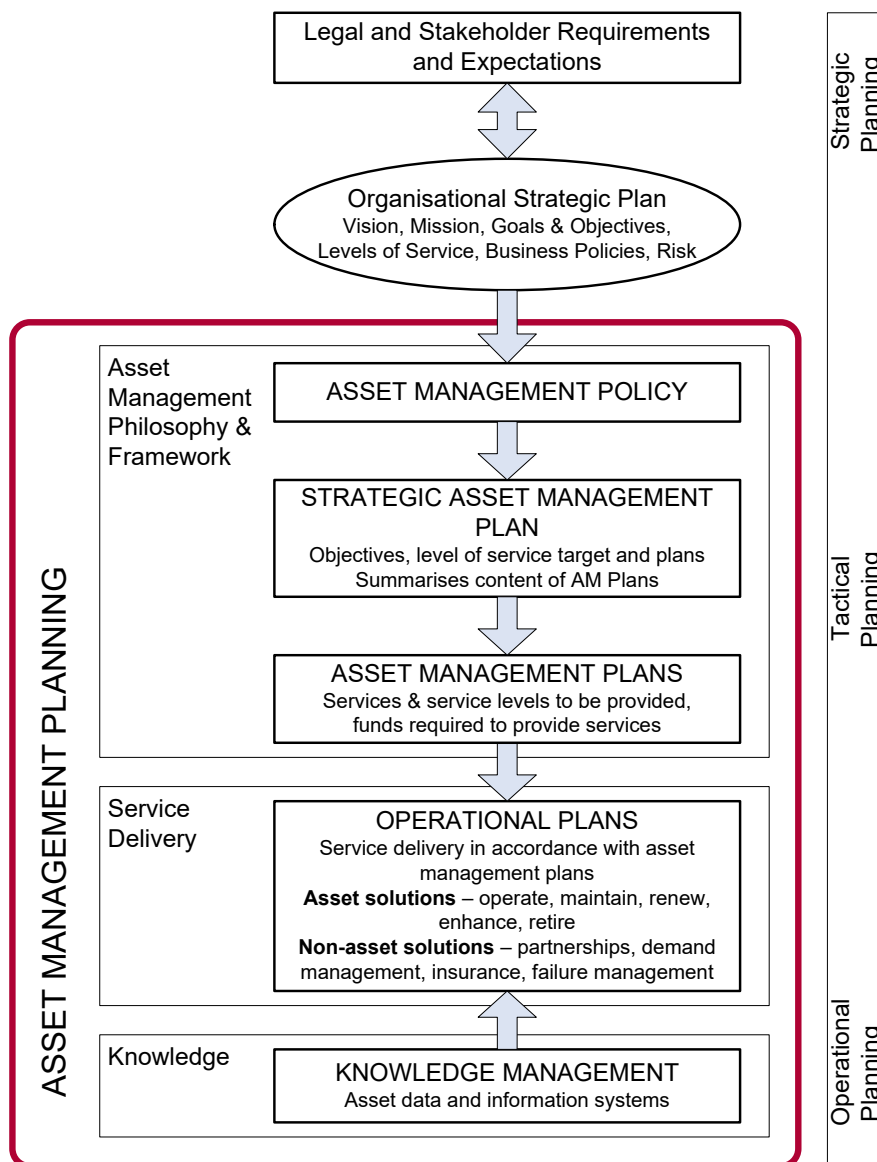 Legal and Stakeholder Requirements
and Expectations
Strategic
Planning
Organisational Strategic Plan
Vision, Mission, Goals & Objectives,
Levels of Service, Business Policies, Risk
ASSET MANAGEMENT PLANNING
Asset
Management
Philosophy &
Framework
ASSET MANAGEMENT POLICY
STRATEGIC ASSET MANAGEMENT
PLAN
Objectives, level of service target and plans
Summarises content of AM Plans
Tactical
Planning
ASSET MANAGEMENT PLANS
Services & service levels to be provided,
funds required to provide services
Service
Delivery
OPERATIONAL PLANS
Service delivery in accordance with asset
management plans
Asset solutions – operate, maintain, renew,
enhance, retire
Non-asset solutions – partnerships, demand
management, insurance, failure management
Operational
Planning
Knowledge
KNOWLEDGE MANAGEMENT
Asset data and information systems